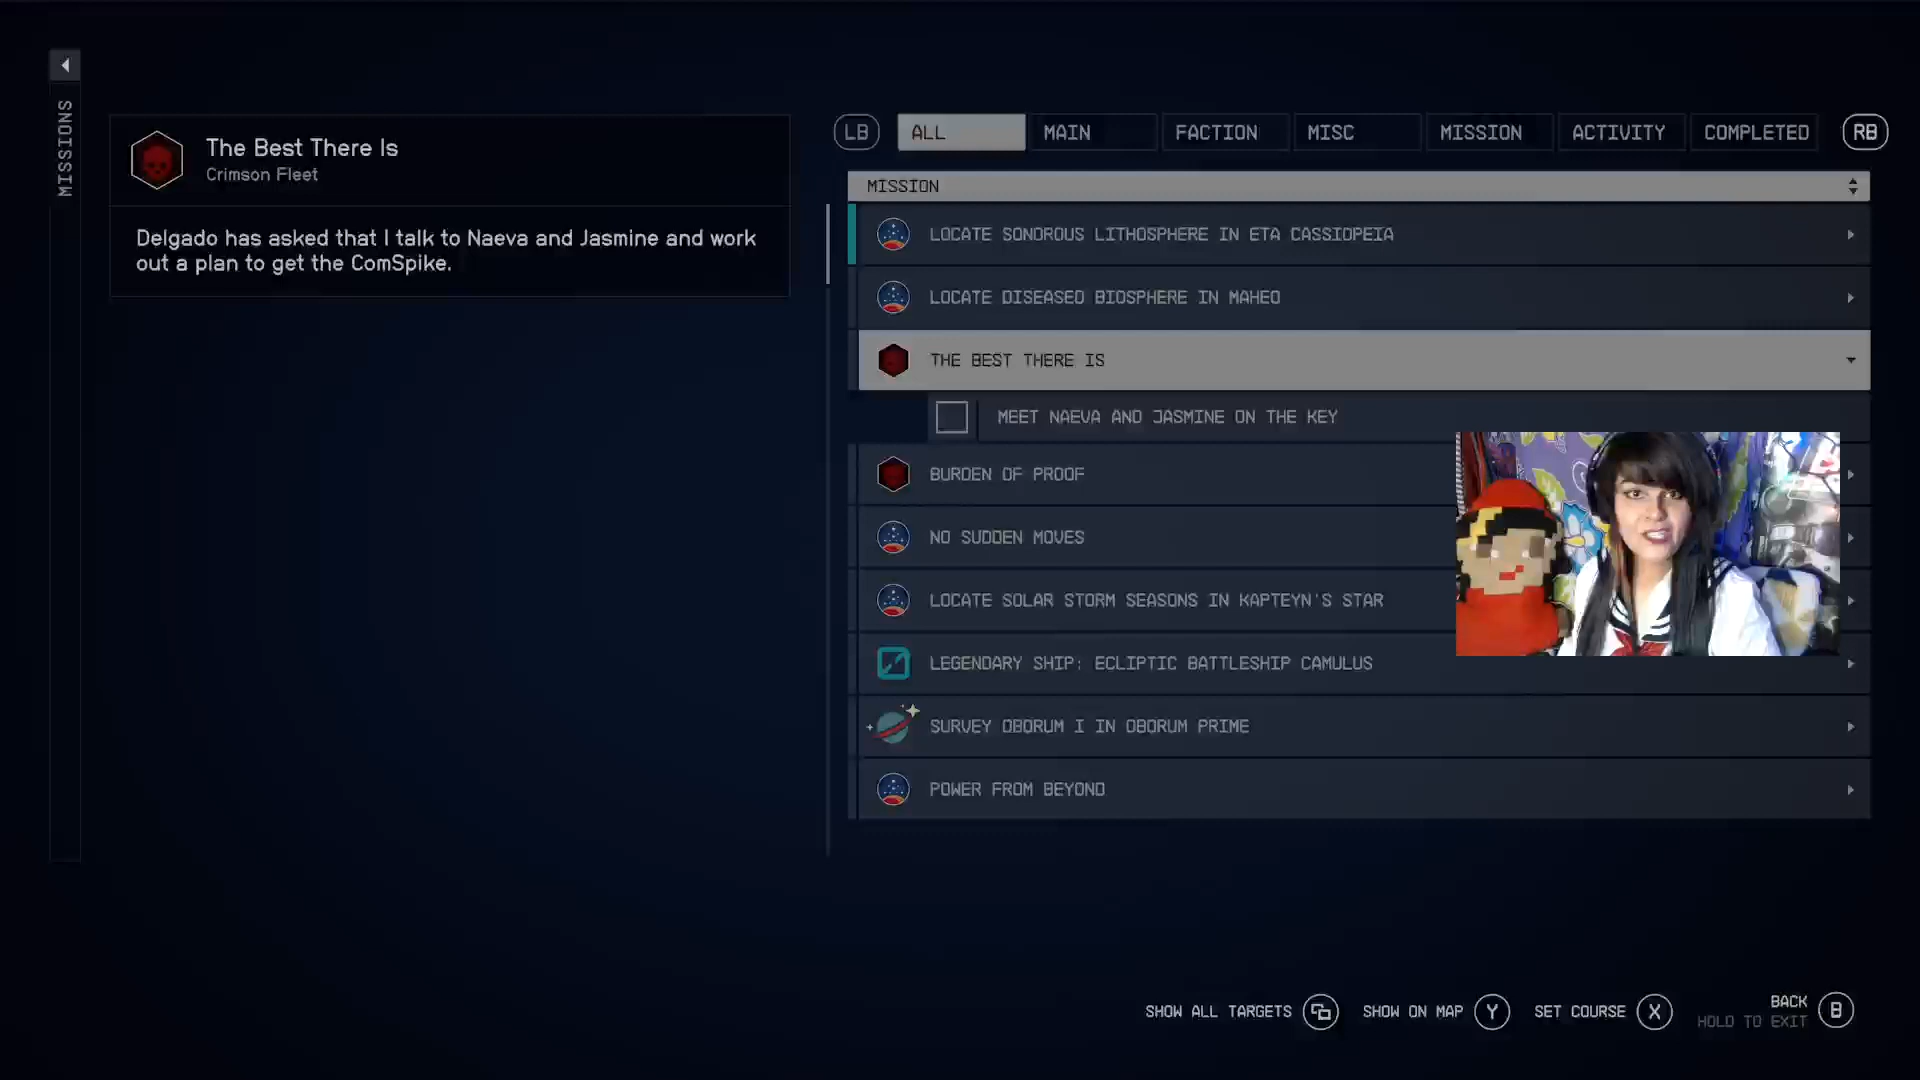 MISSIONS
The Best There Is
Crimson Fleet
Delgado has asked that I talk to Naeva and Jasmine and work
out a plan to get the ComSpike.
LB ALL MAIN FACTION MISC MISSION ACTIVITY COMPLETED RB
MISSION
LOCATE SONOROUS LITHOSPHERE IN ETA CASSIOPEIA
LOCATE DISEASED BIOSPHERE IN MAHEO
THE BEST THERE IS
MEET NAEVA AND JASMINE ON THE KEY
BURDEN OF PROOF
NO SUDDEN MOVES
LOCATE SOLAR STORM SEASONS IN KAPTEYN'S STAR
LEGENDARY SHIP: ECLIPTIC BATTLESHIP CAMULUS
SURVEY OBORUM I IN OBORUM PRIME
POWER FROM BEYOND
SHOW ALL TARGETS SHOW ON MAP Y SET COURSE X BACK B
HOLD TO EXIT